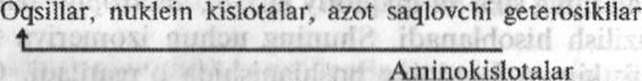 Oqsillar, nuklein kislotalar, azot saqlovchi geterosikllar
Aminokislotalar